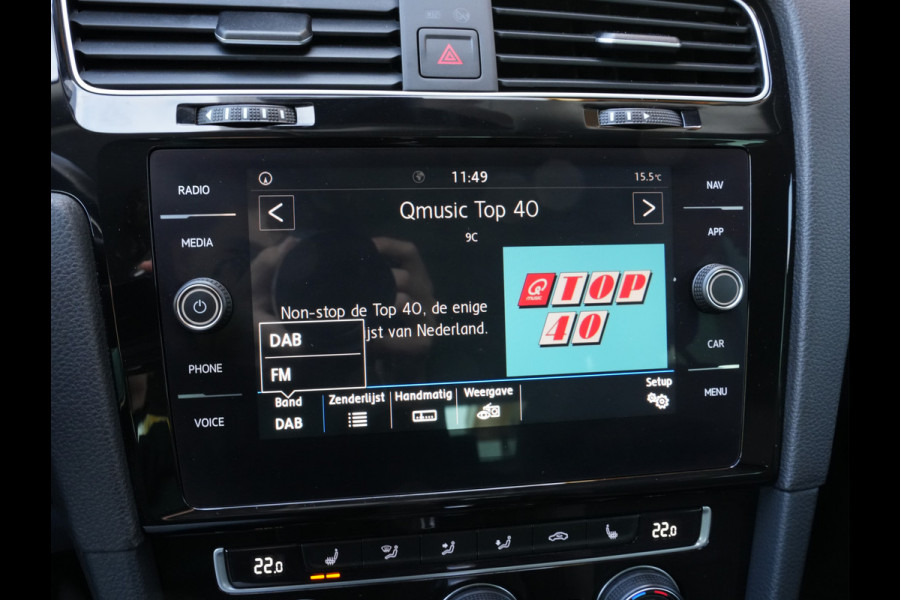 11:49
15.5°C
RADIO
NAV
Qmusic Top 40
APP
MEDIA
9C
Q
music
TOP
40
Non-stop de Top 40, de enige
jst van Nederland.
DAB
FM
PHONE
CAR
Band
Zenderlijst
Handmatig
Weergave
Setup
DAB
MENU
VOICE
22.0
22.0